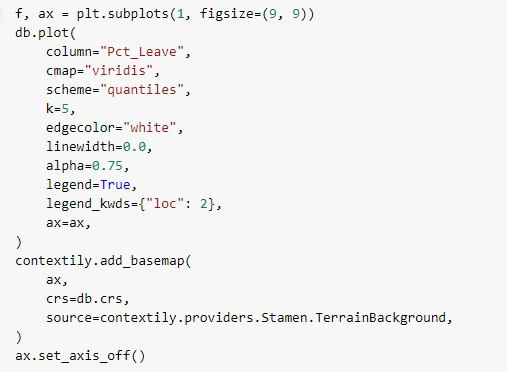 f, ax = plt.subplots(1, figsize=(9, 9))
db.plot(
    column="Pct_Leave",
    cmap="viridis",
    scheme="quantiles",
    k=5,
    edgecolor="white",
    linewidth=0.0,
    alpha=0.75,
    legend=True,
    legend_kwds={"loc": 2},
    ax=ax,
)
contextily.add_basemap(
    ax,
    crs=db.crs,
    source=contextily.providers.Stamen.TerrainBackground,
)
ax.set_axis_off()